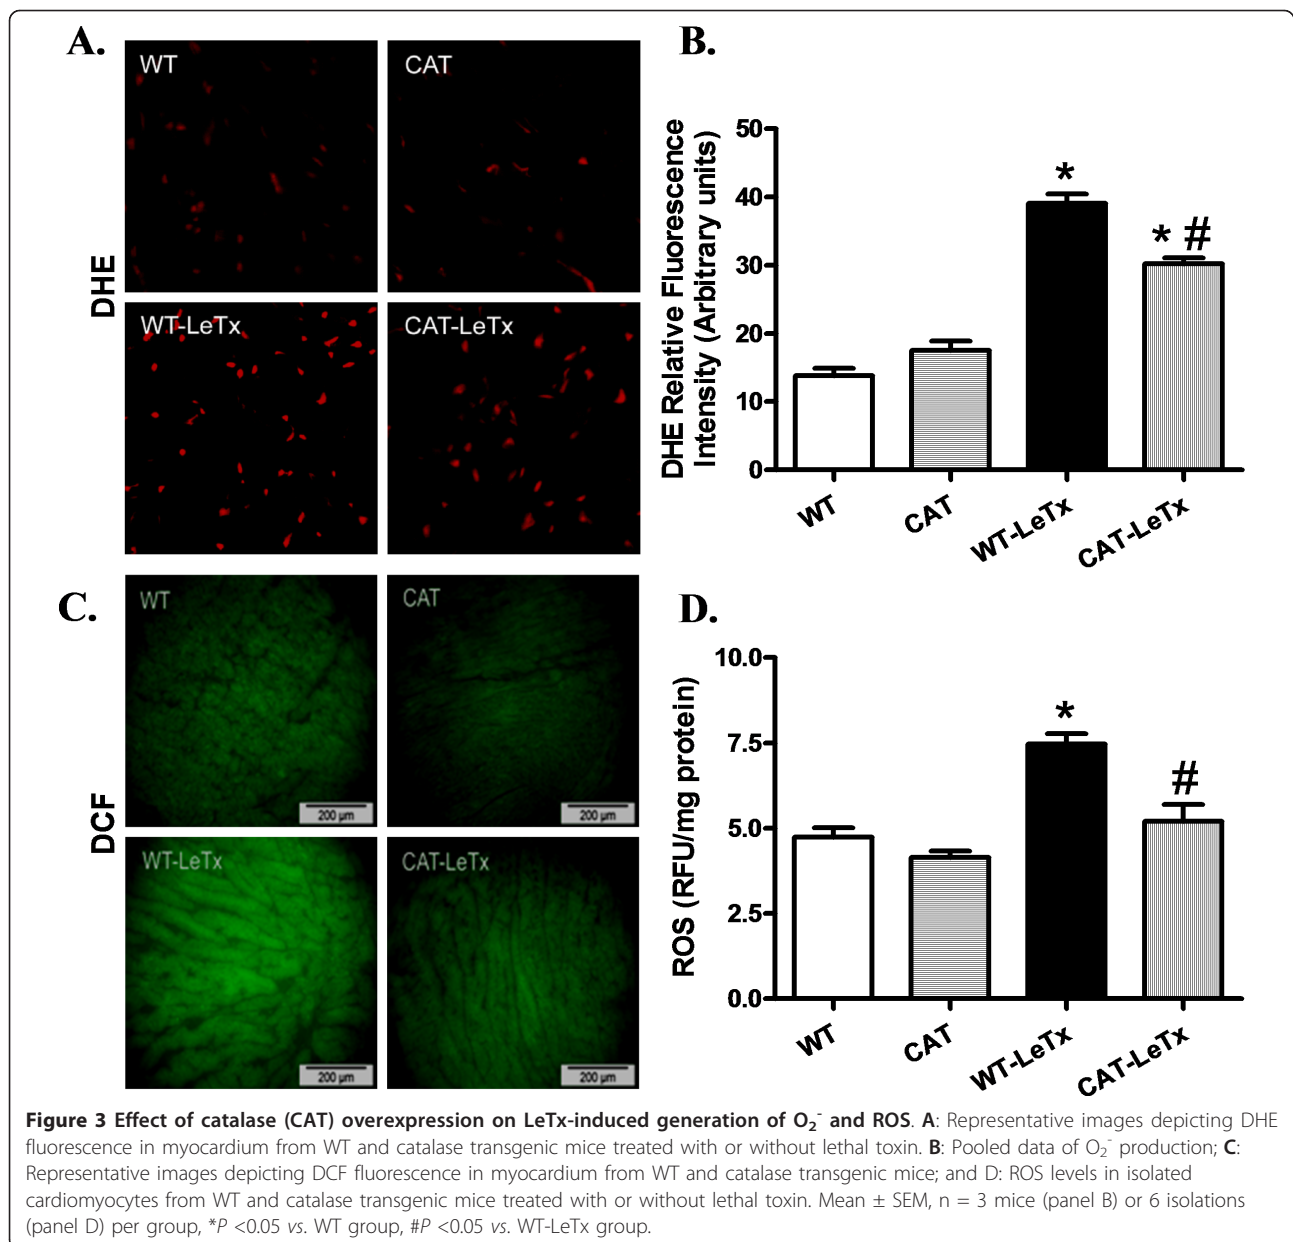 A.
WT
CAT
DHE
WT-LeTx
CAT-LeTx
B.
DHE Relative Fluorescence
Intensity (Arbitrary units)
50
40
30
20
10
0
*
* #
WT
CAT
WT-LeTx
CAT-LeTx
C.
WT
CAT
200 µm
200 µm
DCF
WT-LeTx
CAT-LeTx
200 µm
200 µm
D.
ROS (RFU/mg protein)
10.0
7.5
5.0
2.5
0.0
*
#
WT
CAT
WT-LeTx
CAT-LeTx
Figure 3 Effect of catalase (CAT) overexpression on LeTx-induced generation of O₂⁻ and ROS. A: Representative images depicting DHE
fluorescence in myocardium from WT and catalase transgenic mice treated with or without lethal toxin. B: Pooled data of O₂⁻ production; C:
Representative images depicting DCF fluorescence in myocardium from WT and catalase transgenic mice; and D: ROS levels in isolated
cardiomyocytes from WT and catalase transgenic mice treated with or without lethal toxin. Mean ± SEM, n = 3 mice (panel B) or 6 isolations
(panel D) per group, *P <0.05 vs. WT group, #P <0.05 vs. WT-LeTx group.